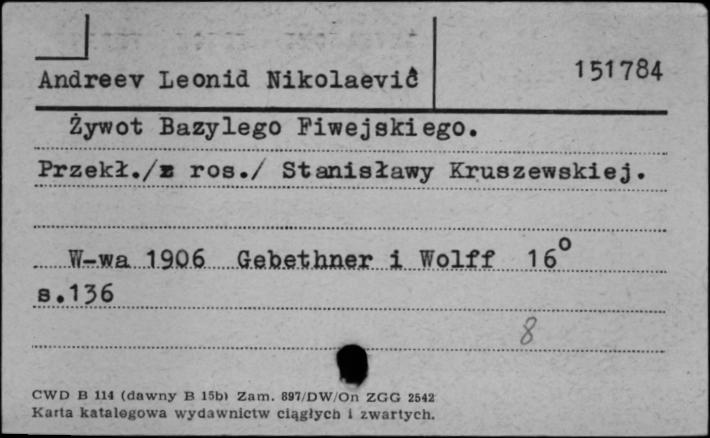 Andreev Leonid Nikolaevič
151784
Żywot Bazylego Fiwejskiego.
Przekł./z ros./ Stanisławy Kruszewskiej.
W-wa 1906 Gebethner i Wolff 16°
s.136
8
CWD B 114 (dawny B 15b) Zam. 897/DW/On ZGG 2542
Karta katalogowa wydawnictw ciągłych i zwartych.